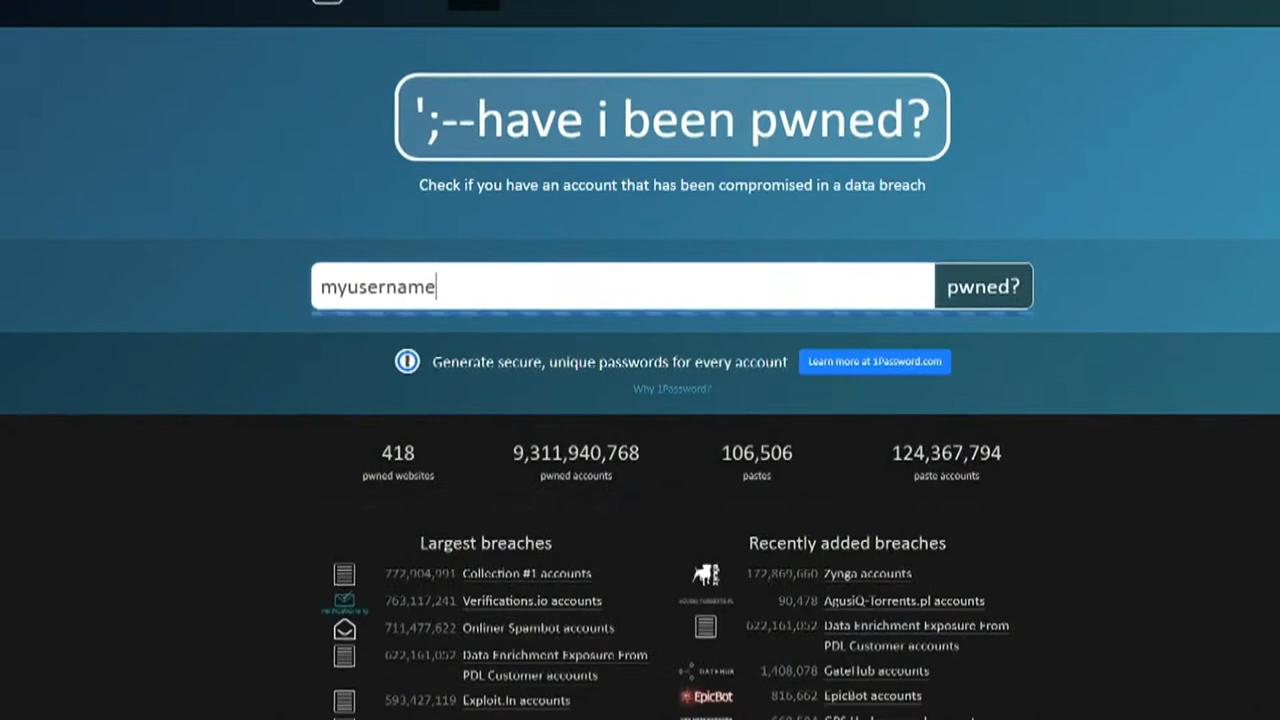 ';--have i been pwned?
Check if you have an account that has been compromised in a data breach
myusername
pwned?
Generate secure, unique passwords for every account
Learn more at 1Password.com
Why 1Password?
418
pwned websites
9,311,940,768
pwned accounts
106,506
pastes
124,367,794
paste accounts
Largest breaches
772,904,991 Collection #1 accounts
763,117,241 Verifications.io accounts
711,477,622 Onliner Spambot accounts
622,161,052 Data Enrichment Exposure From
PDL Customer accounts
593,427,119 Exploit.In accounts
Recently added breaches
172,869,660 Zynga accounts
90,478 AgusiQ-Torrents.pl accounts
622,161,052 Data Enrichment Exposure From
PDL Customer accounts
1,408,078 GateHub accounts
EpicBot
816,662 EpicBot accounts